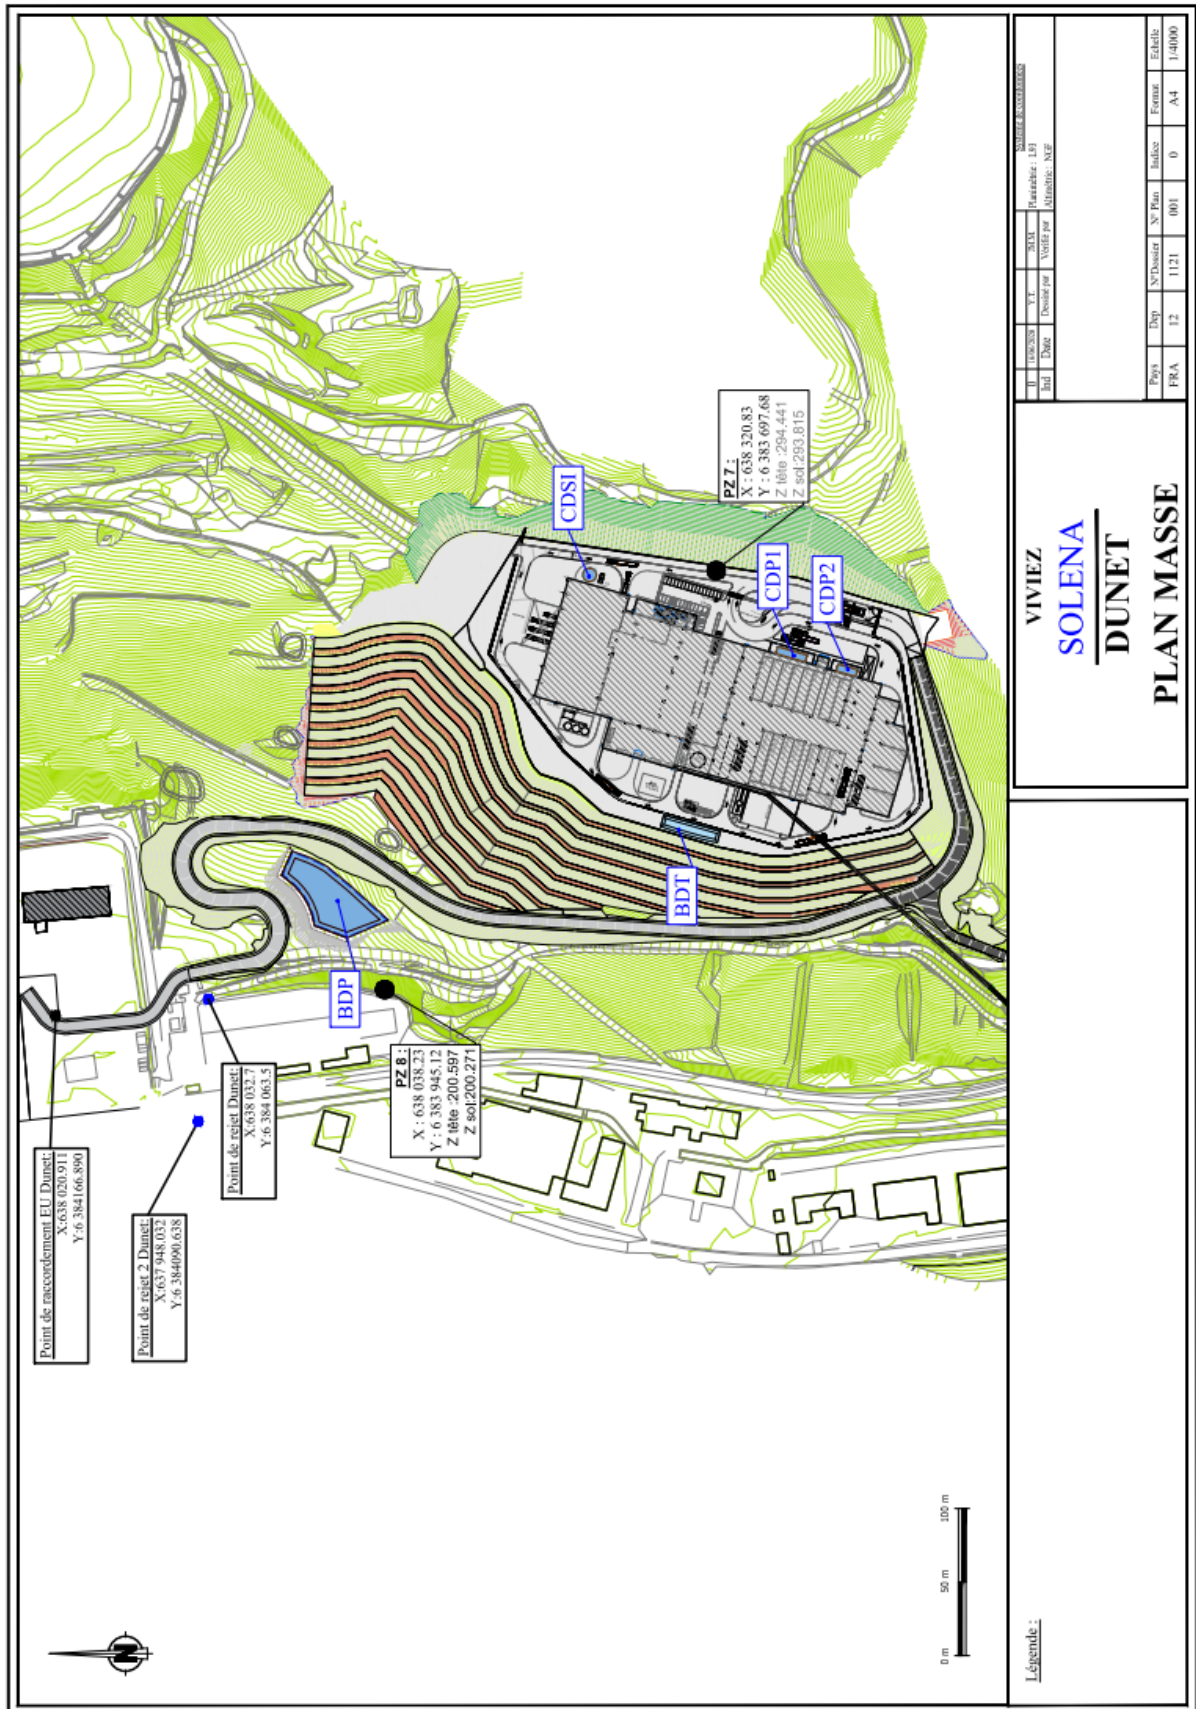 Point de raccordement EU Dunet:
X:638 020.911
Y:6 384166.890
Point de rejet 2 Dunet:
X:637 948.032
Y:6 384090.638
Point de rejet Dunet:
X:638 032.7
Y:6 384 063.5
PZ 8 :
X : 638 038.23
Y : 6 383 945.12
Z tête :200.597
Z sol:200.271
PZ 7 :
X : 638 320.83
Y : 6 383 697.68
Z tête :294.441
Z sol:293.815
BDP
BDT
CDSI
CDP1
CDP2
N
0 m
50 m
100 m
Légende :
VIVIEZ
SOLENA
DUNET
PLAN MASSE
0
Y.T.
Ind
Date
Dessiné par
Vérifié par
Système de coordonnées
Planimétrie : L93
Altimétrie : NGF
Pays
Dep
N°Dossier
N° Plan
Indice
Format
Echelle
FRA
12
1121
001
0
A4
1/4000